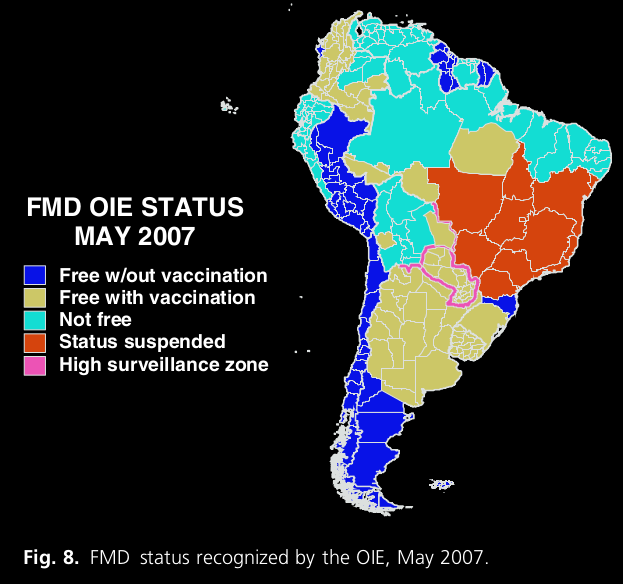 FMD OIE STATUS
MAY 2007
Free w/out vaccination
Free with vaccination
Not free
Status suspended
High surveillance zone
Fig. 8. FMD status recognized by the OIE, May 2007.